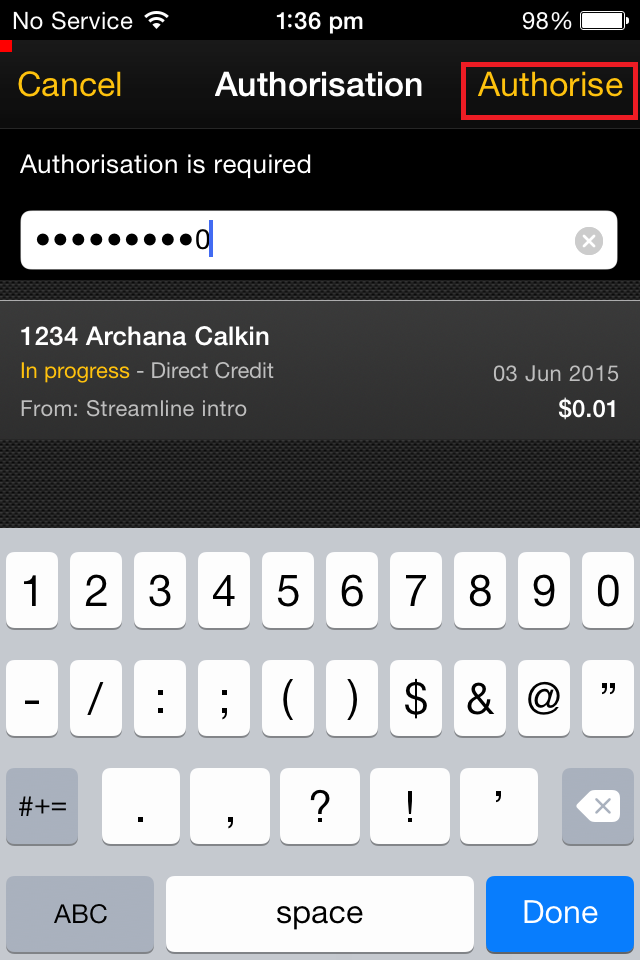 No Service 1:36 pm 98%
Cancel Authorisation Authorise
Authorisation is required
•••••••••0
1234 Archana Calkin
In progress - Direct Credit 03 Jun 2015
From: Streamline intro $0.01
1 2 3 4 5 6 7 8 9 0
- / : ; ( ) $ & @ ”
#+= . , ? ! ’
ABC space Done